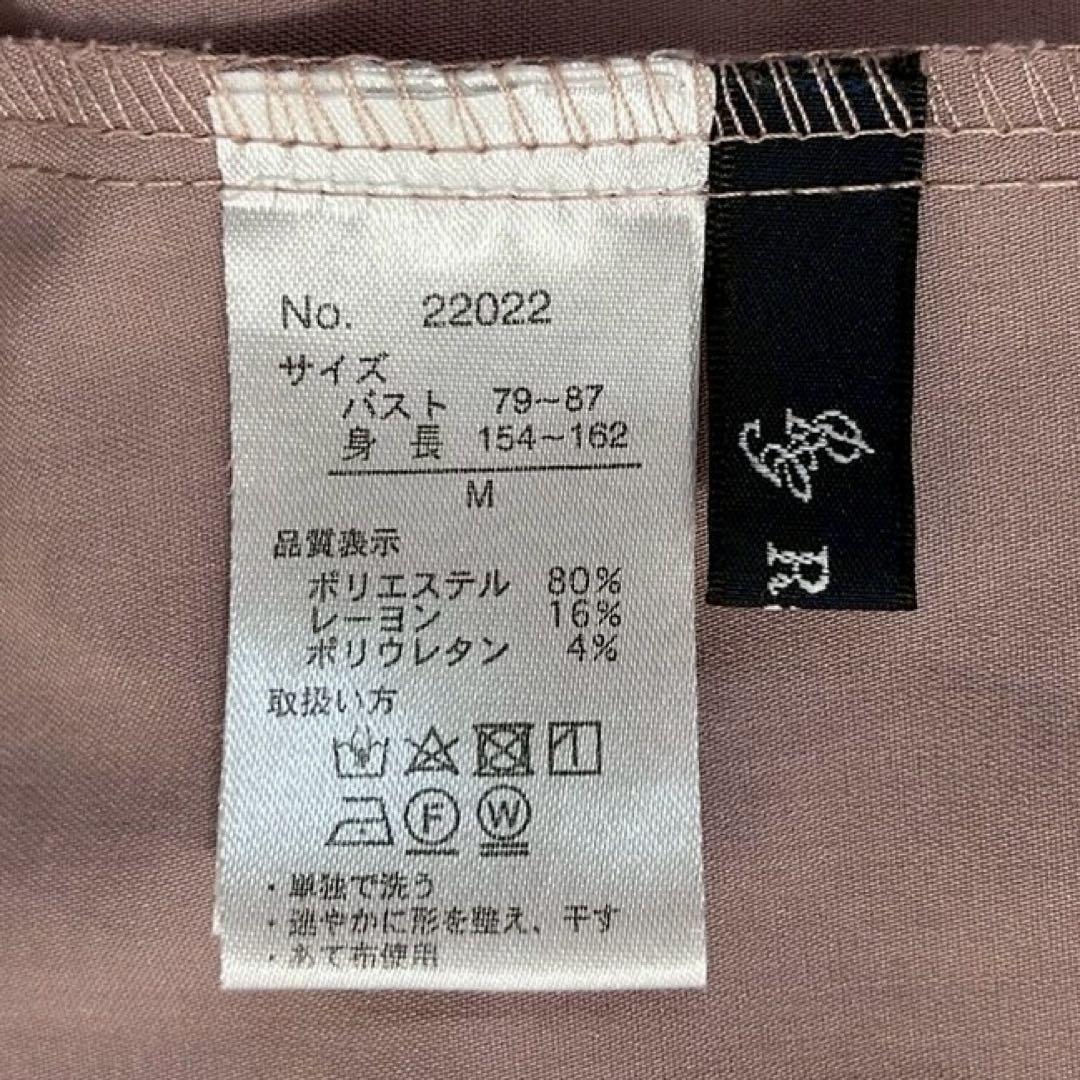 No. 22022
サイズ
バスト 79~87
身 長 154~162
M
品質表示
ポリエステル 80%
レーヨン 16%
ポリウレタン 4%
取扱い方
F W
・単独で洗う
・速やかに形を整え、干す
・あて布使用
R